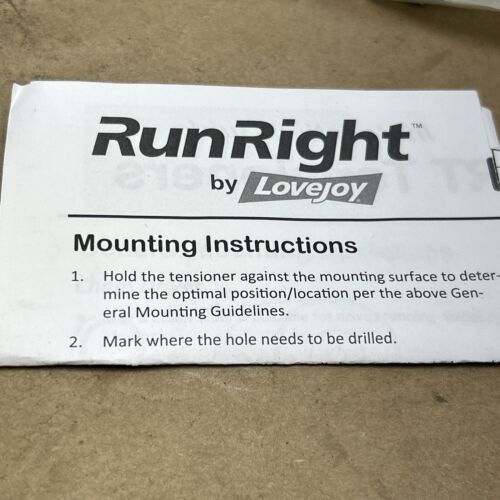 RunRight™
by Lovejoy
Mounting Instructions
1. Hold the tensioner against the mounting surface to deter-
mine the optimal position/location per the above Gen-
eral Mounting Guidelines.
2. Mark where the hole needs to be drilled.